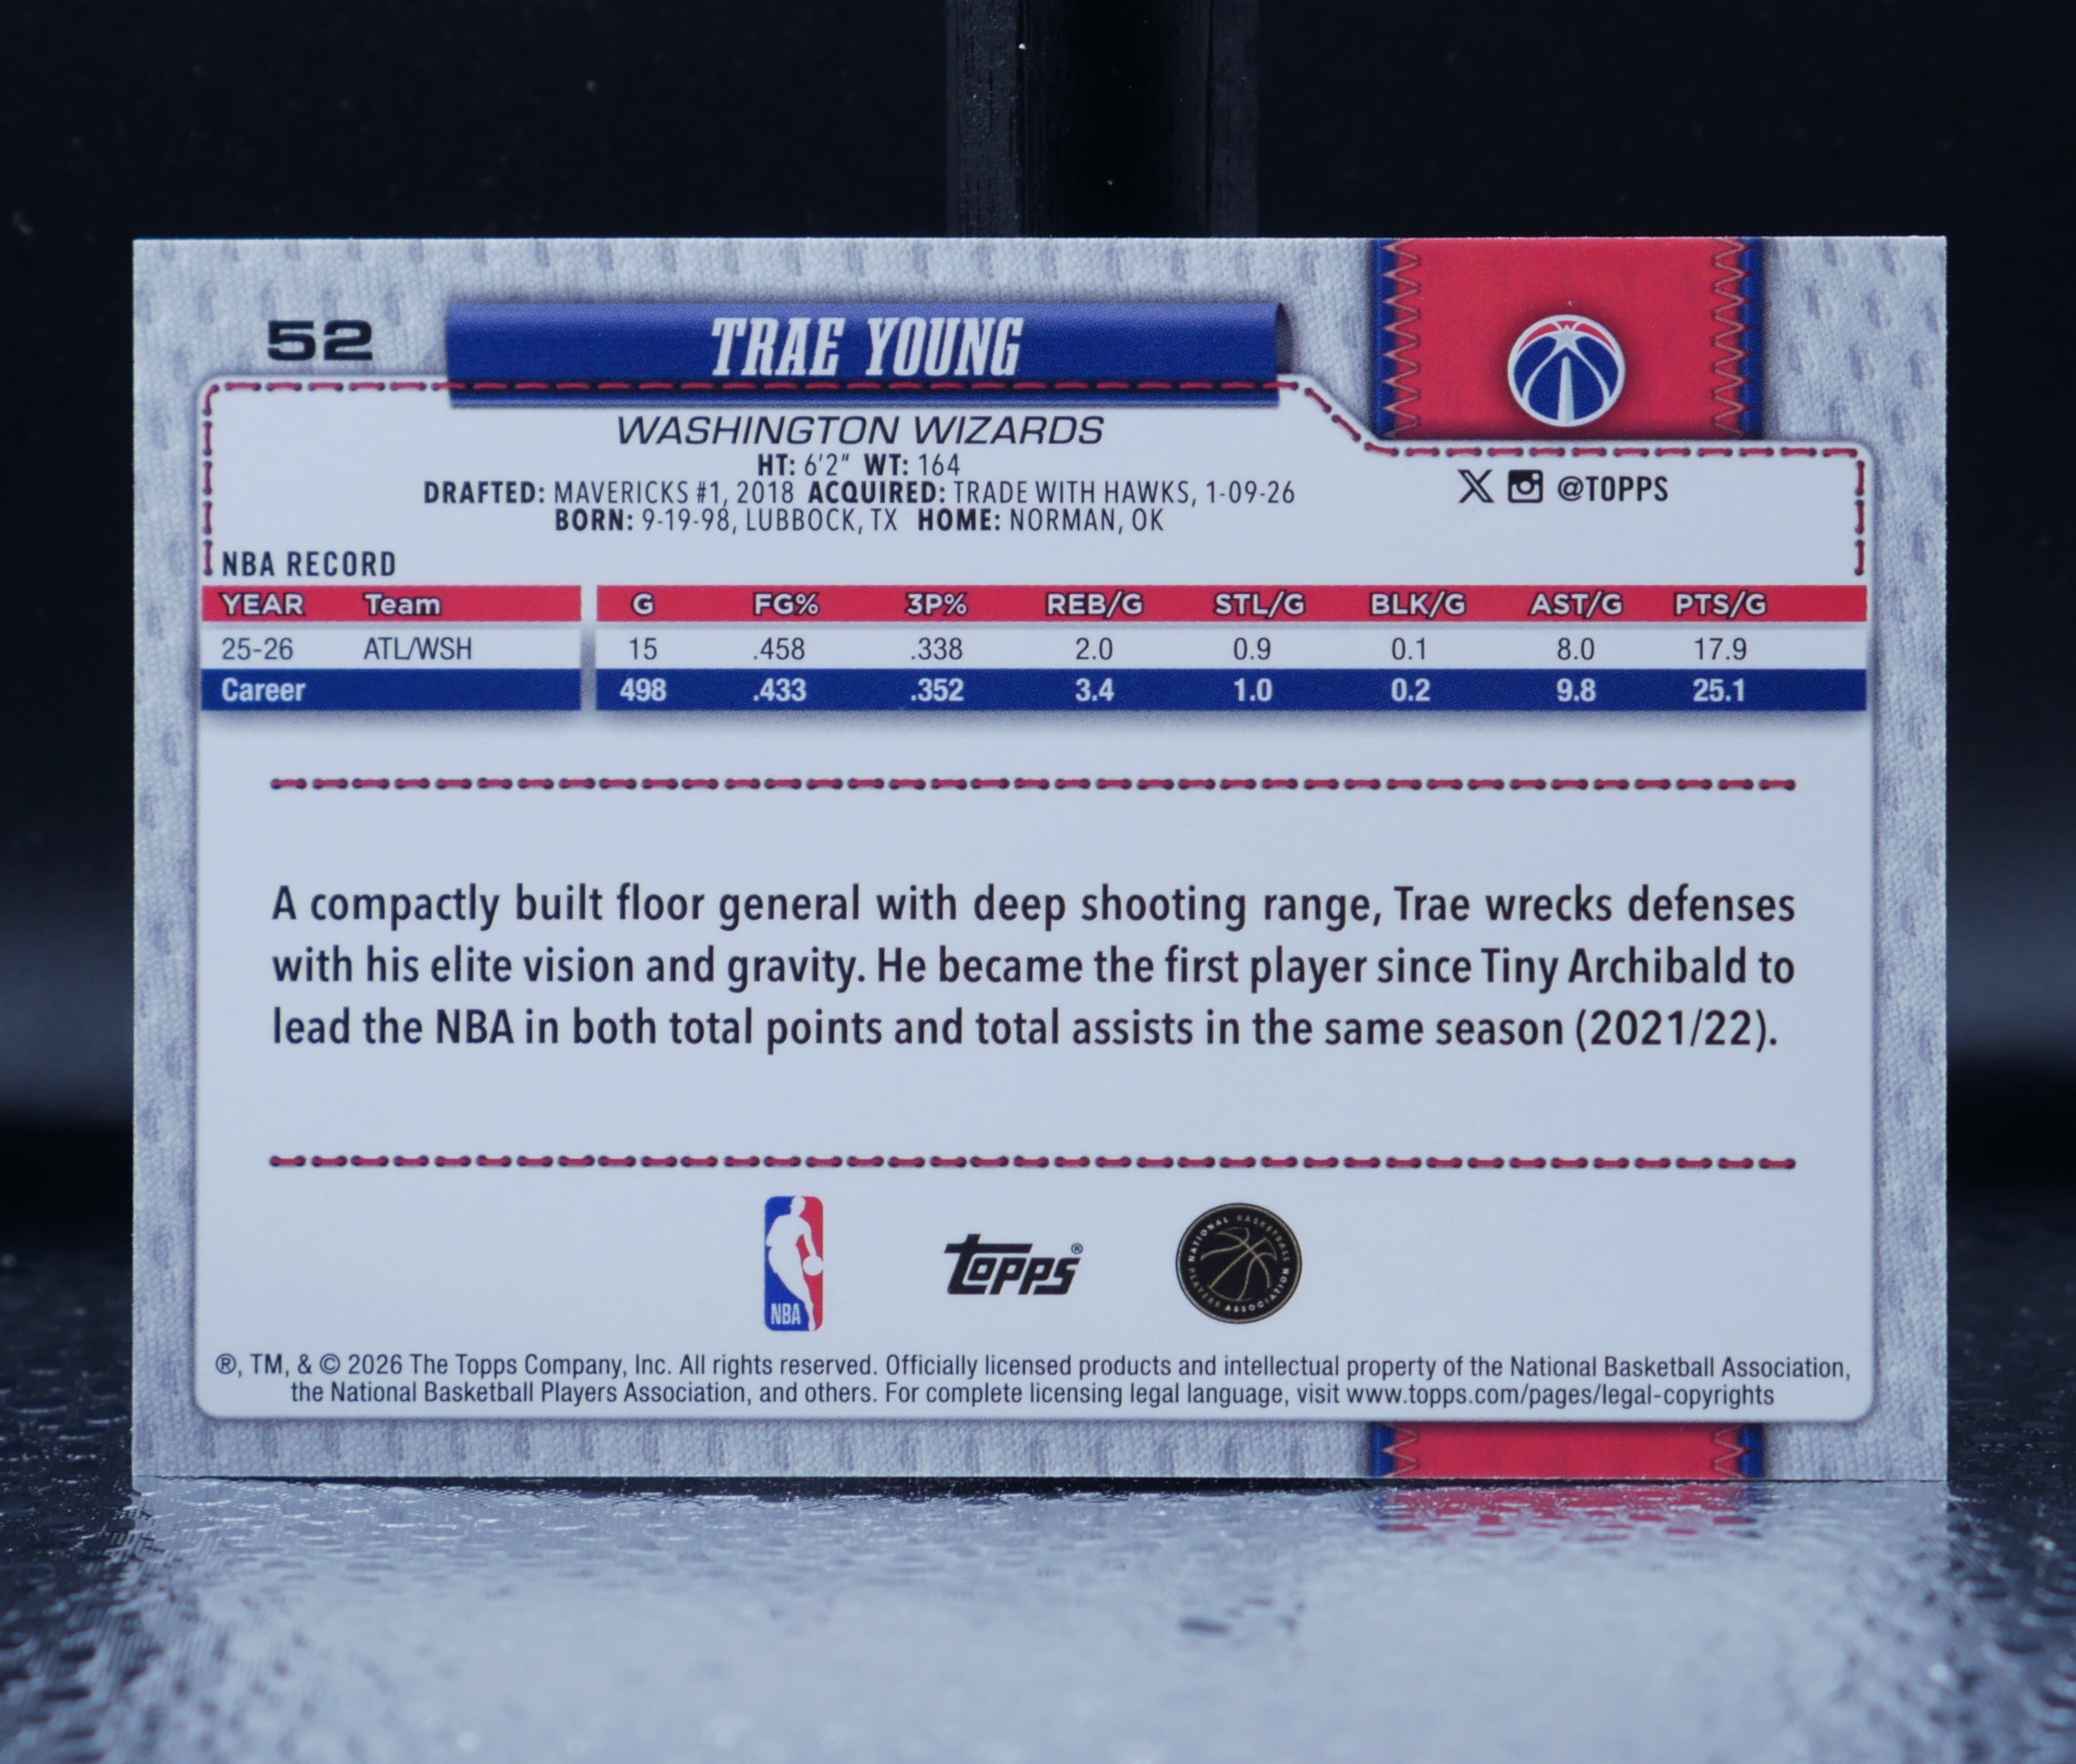 52
TRAE YOUNG
WASHINGTON WIZARDS
HT: 6'2" WT: 164
DRAFTED: MAVERICKS #1, 2018 ACQUIRED: TRADE WITH HAWKS, 1-09-26
BORN: 9-19-98, LUBBOCK, TX HOME: NORMAN, OK
@TOPPS
NBA RECORD
YEAR Team G FG% 3P% REB/G STL/G BLK/G AST/G PTS/G
25-26 ATL/WSH 15 .458 .338 2.0 0.9 0.1 8.0 17.9
Career 498 .433 .352 3.4 1.0 0.2 9.8 25.1
A compactly built floor general with deep shooting range, Trae wrecks defenses
with his elite vision and gravity. He became the first player since Tiny Archibald to
lead the NBA in both total points and total assists in the same season (2021/22).
NBA
topps®
NATIONAL BASKETBALL PLAYERS ASSOCIATION
®, TM, & © 2026 The Topps Company, Inc. All rights reserved. Officially licensed products and intellectual property of the National Basketball Association,
the National Basketball Players Association, and others. For complete licensing legal language, visit www.topps.com/pages/legal-copyrights